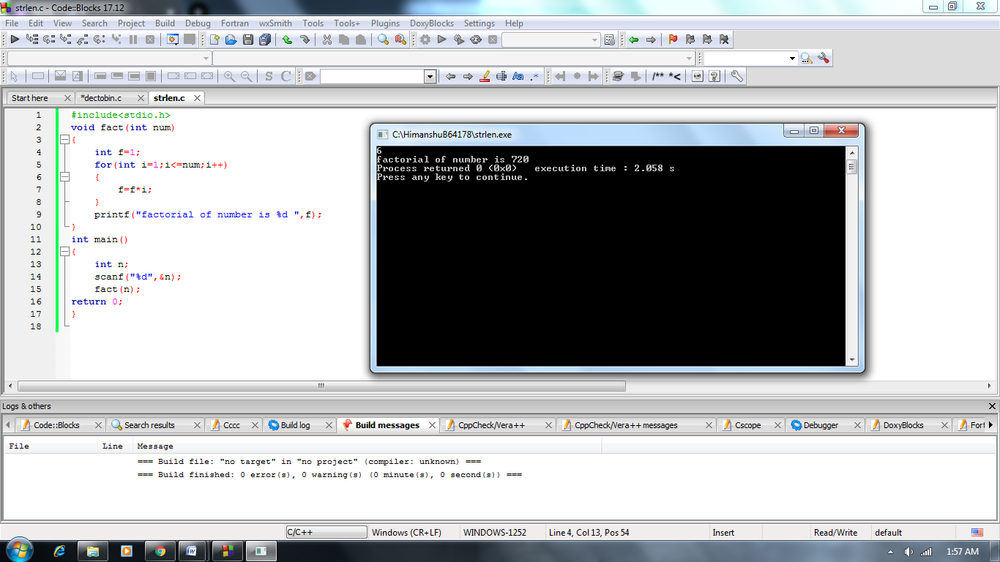 strlen.c - Code::Blocks 17.12
File Edit View Search Project Build Debug Fortran wxSmith Tools Tools+ Plugins DoxyBlocks Settings Help
S C Aa .* /** *<
Start here *dectobin.c strlen.c
1 #include<stdio.h>
2 void fact(int num)
3 {
4 int f=1;
5 for(int i=1;i<=num;i++)
6 {
7 f=f*i;
8 }
9 printf("factorial of number is %d ",f);
10 }
11 int main()
12 {
13 int n;
14 scanf("%d",&n);
15 fact(n);
16 return 0;
17 }
18
C:\HimanshuB64178\strlen.exe
6
factorial of number is 720
Process returned 0 (0x0) execution time : 2.058 s
Press any key to continue.
Logs & others
Code::Blocks Search results Cccc Build log Build messages CppCheck/Vera++ CppCheck/Vera++ messages Cscope Debugger DoxyBlocks Fort
File Line Message
=== Build file: "no target" in "no project" (compiler: unknown) ===
=== Build finished: 0 error(s), 0 warning(s) (0 minute(s), 0 second(s)) ===
C/C++ Windows (CR+LF) WINDOWS-1252 Line 4, Col 13, Pos 54 Insert Read/Write default
1:57 AM